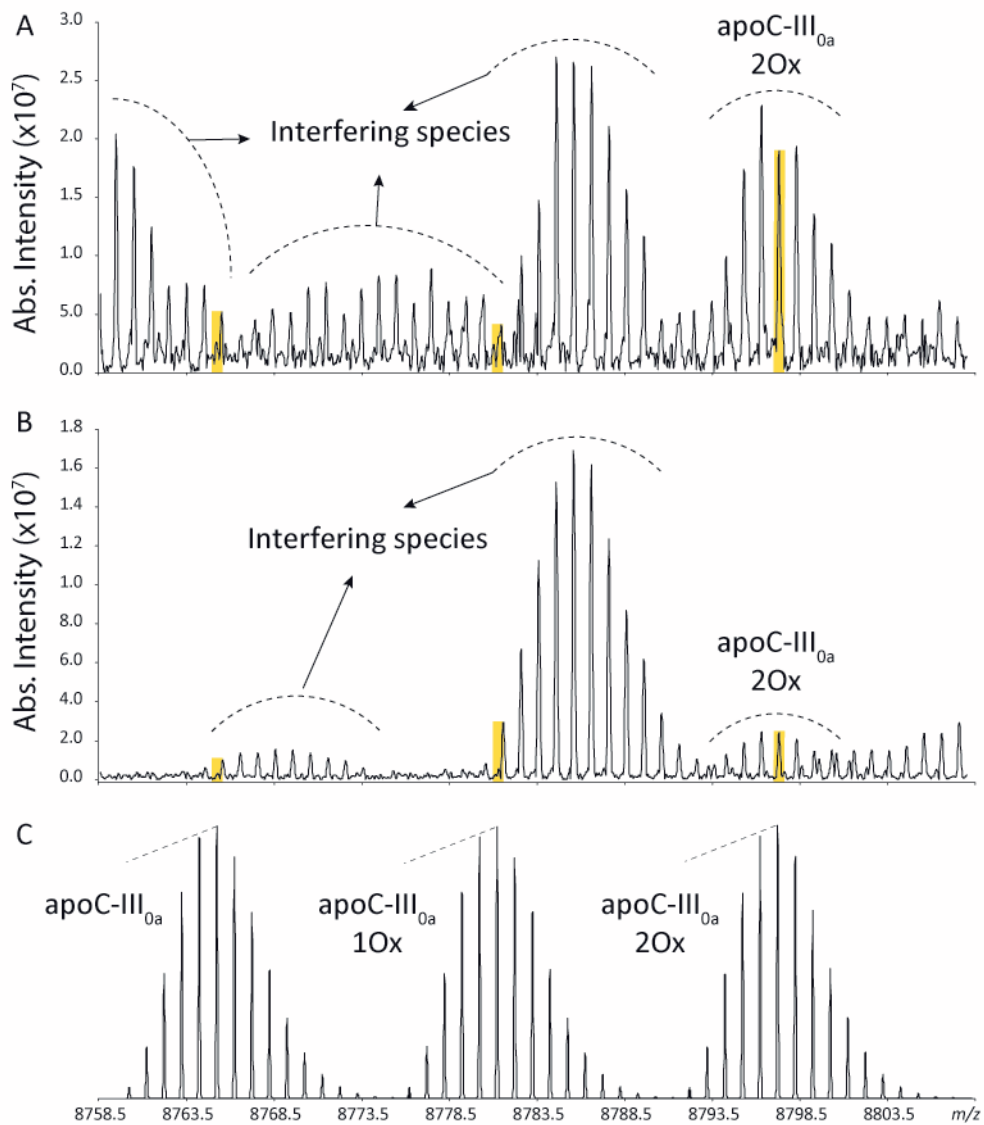 A
Abs. Intensity (x10⁷)
3.0
2.5
2.0
1.5
1.0
5.0
0.0
Interfering species
apoC-III₀ₐ
2Ox
B
Abs. Intensity (x10⁷)
1.8
1.6
1.4
1.2
1.0
8.0
6.0
4.0
2.0
0.0
Interfering species
apoC-III₀ₐ
2Ox
C
apoC-III₀ₐ
apoC-III₀ₐ
1Ox
apoC-III₀ₐ
2Ox
8758.5 8763.5 8768.5 8773.5 8778.5 8783.5 8788.5 8793.5 8798.5 8803.5 m/z